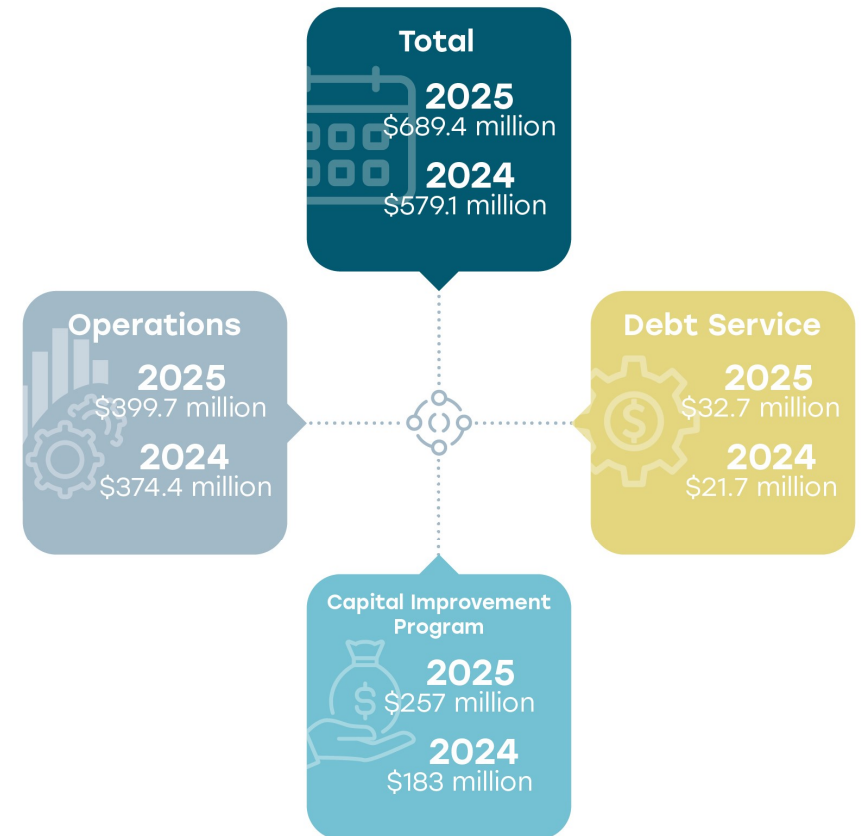 Total
2025
$689.4 million
2024
$579.1 million
Operations
2025
$399.7 million
2024
$374.4 million
Debt Service
2025
$32.7 million
2024
$21.7 million
Capital Improvement
Program
2025
$257 million
2024
$183 million